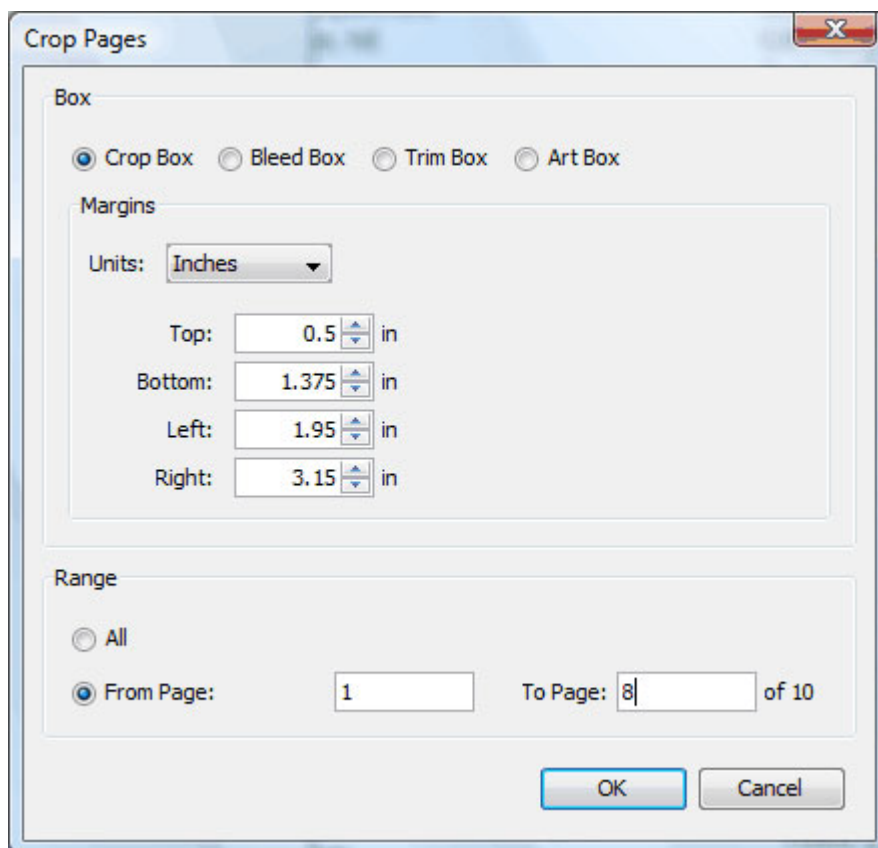 Crop Pages
Box
Crop Box Bleed Box Trim Box Art Box
Margins
Units: Inches
Top: 0.5 in
Bottom: 1.375 in
Left: 1.95 in
Right: 3.15 in
Range
All
From Page: 1 To Page: 8 of 10
OK Cancel